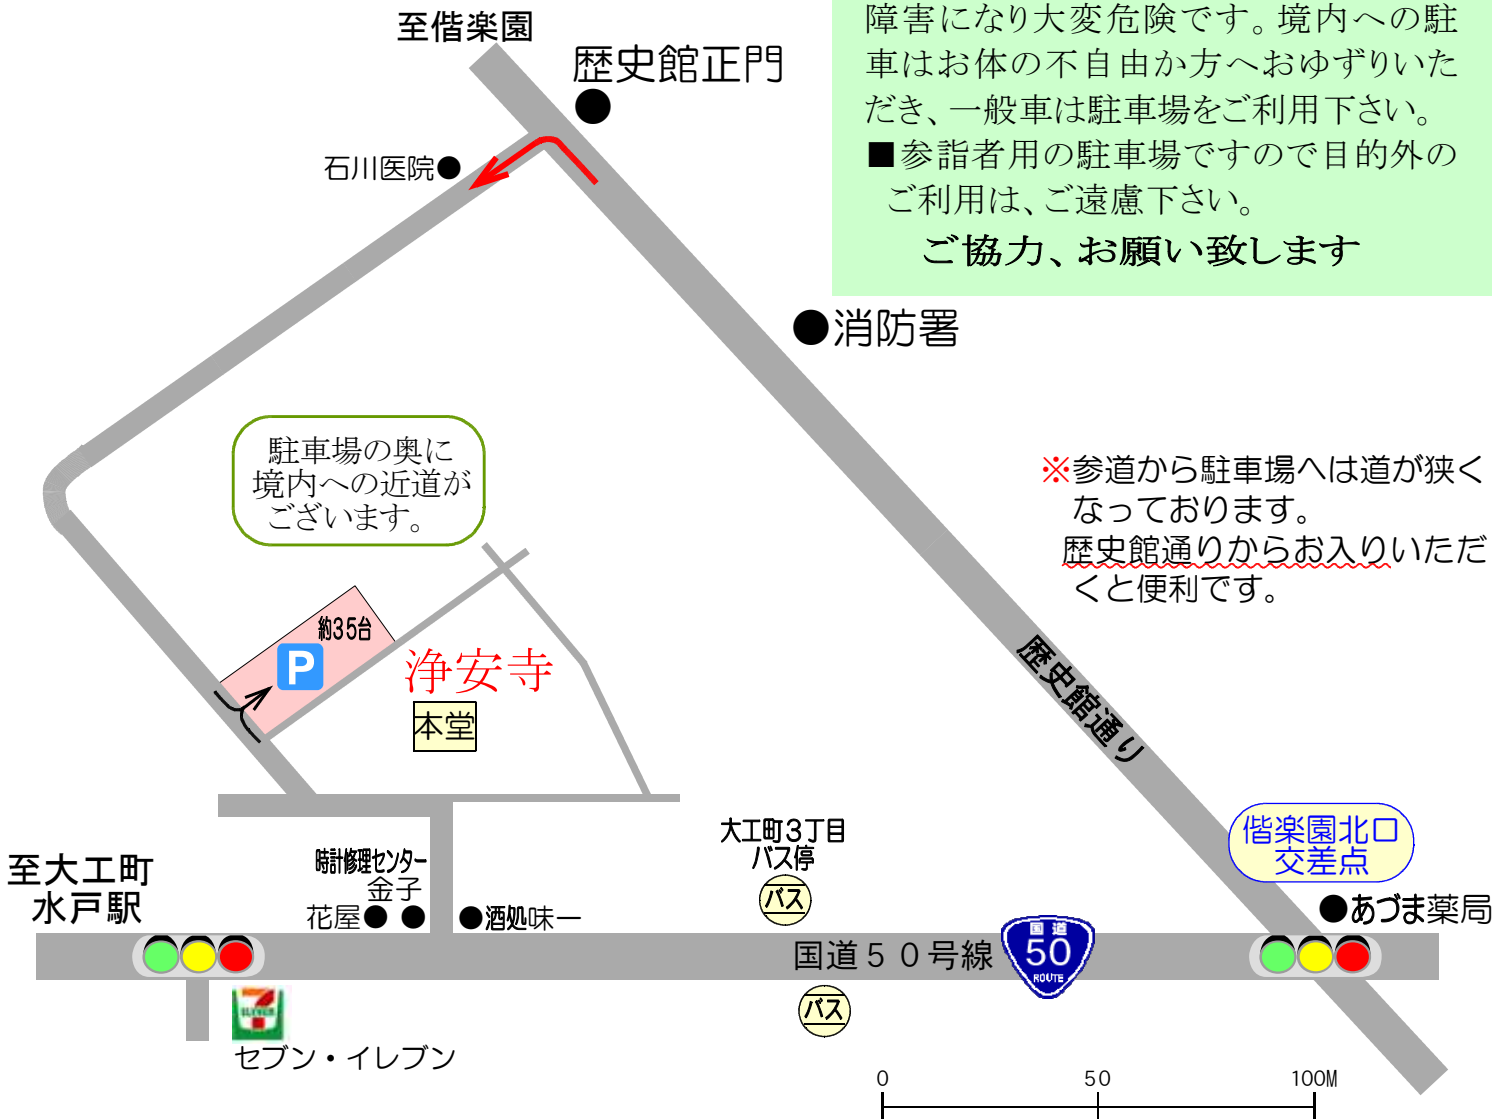 至偕楽園
歴史館正門
石川医院
障害になり大変危険です。境内への駐
車はお体の不自由か方へおゆずりいた
だき、一般車は駐車場をご利用下さい。
■参詣者用の駐車場ですので目的外の
ご利用は、ご遠慮下さい。
ご協力、お願い致します
消防署
駐車場の奥に
境内への近道が
ございます。
※参道から駐車場へは道が狭く
なっております。
歴史館通りからお入りいただ
くと便利です。
約35台
P
浄安寺
本堂
歴史館通り
偕楽園北口
交差点
大工町3丁目
バス停
バス
時計修理センター
金子
花屋
酒処味一
至大工町
水戸駅
あづま薬局
国道50号線
国道
50
ROUTE
バス
7
ELEVEN
セブン・イレブン
0 50 100M